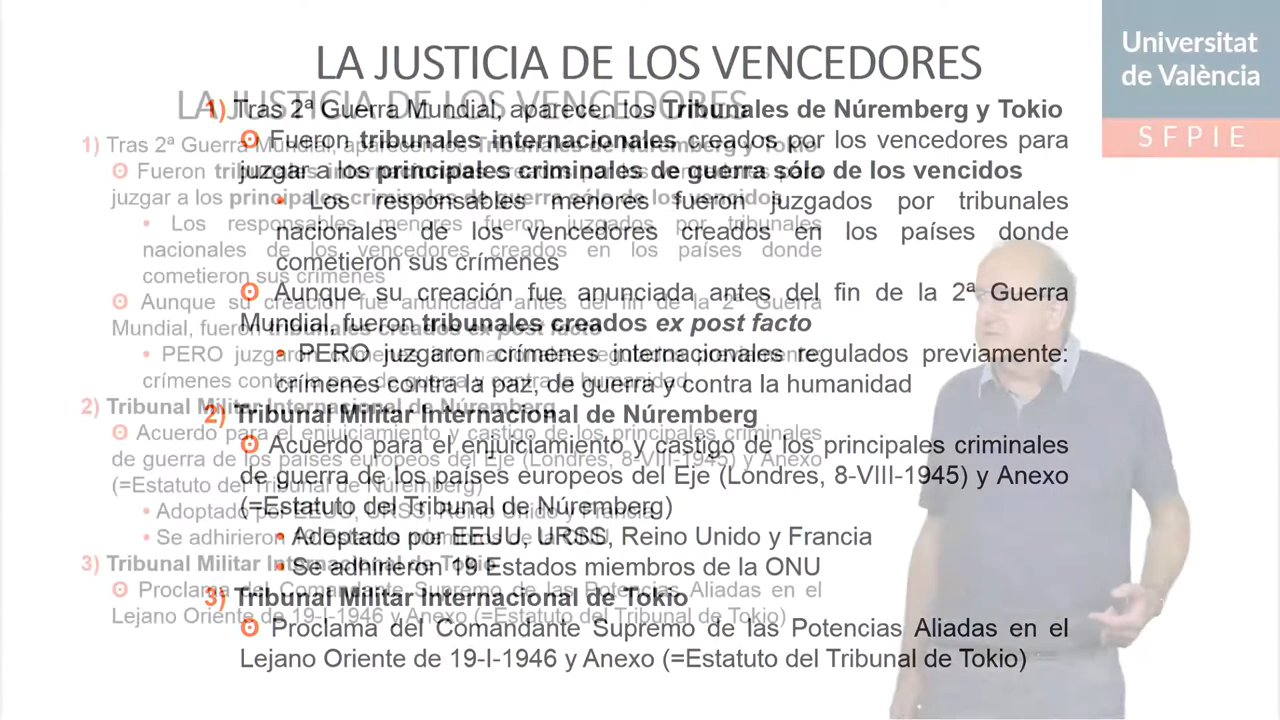 LA JUSTICIA DE LOS VENCEDORES
Universitat
de València
SFPIE
1) Tras 2ª Guerra Mundial, aparecen los Tribunales de Núremberg y Tokio
ʘ Fueron tribunales internacionales creados por los vencedores para
juzgar a los principales criminales de guerra sólo de los vencidos
• Los responsables menores fueron juzgados por tribunales
nacionales de los vencedores creados en los países donde
cometieron sus crímenes
ʘ Aunque su creación fue anunciada antes del fin de la 2ª Guerra
Mundial, fueron tribunales creados ex post facto
• PERO juzgaron crímenes internacionales regulados previamente:
crímenes contra la paz, de guerra y contra la humanidad
2) Tribunal Militar Internacional de Núremberg
ʘ Acuerdo para el enjuiciamiento y castigo de los principales criminales
de guerra de los países europeos del Eje (Londres, 8-VIII-1945) y Anexo
(=Estatuto del Tribunal de Núremberg)
• Adoptado por EEUU, URSS, Reino Unido y Francia
• Se adhirieron 19 Estados miembros de la ONU
3) Tribunal Militar Internacional de Tokio
ʘ Proclama del Comandante Supremo de las Potencias Aliadas en el
Lejano Oriente de 19-I-1946 y Anexo (=Estatuto del Tribunal de Tokio)